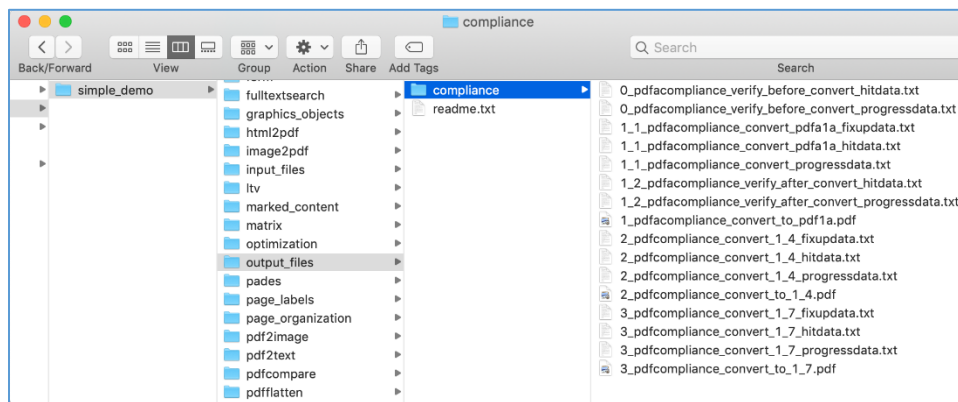 compliance
Search
Back/Forward
View
Group
Action
Share
Add Tags
Search
simple_demo
fulltextsearch
graphics_objects
html2pdf
image2pdf
input_files
ltv
marked_content
matrix
optimization
output_files
pades
page_labels
page_organization
pdf2image
pdf2text
pdfcompare
pdfflatten
compliance
readme.txt
0_pdfacompliance_verify_before_convert_hitdata.txt
0_pdfacompliance_verify_before_convert_progressdata.txt
1_1_pdfacompliance_convert_pdfa1a_fixupdata.txt
1_1_pdfacompliance_convert_pdfa1a_hitdata.txt
1_1_pdfacompliance_convert_progressdata.txt
1_2_pdfacompliance_verify_after_convert_hitdata.txt
1_2_pdfacompliance_verify_after_convert_progressdata.txt
1_pdfacompliance_convert_to_pdf1a.pdf
2_pdfcompliance_convert_1_4_fixupdata.txt
2_pdfcompliance_convert_1_4_hitdata.txt
2_pdfcompliance_convert_1_4_progressdata.txt
2_pdfcompliance_convert_to_1_4.pdf
3_pdfcompliance_convert_1_7_fixupdata.txt
3_pdfcompliance_convert_1_7_hitdata.txt
3_pdfcompliance_convert_1_7_progressdata.txt
3_pdfcompliance_convert_to_1_7.pdf